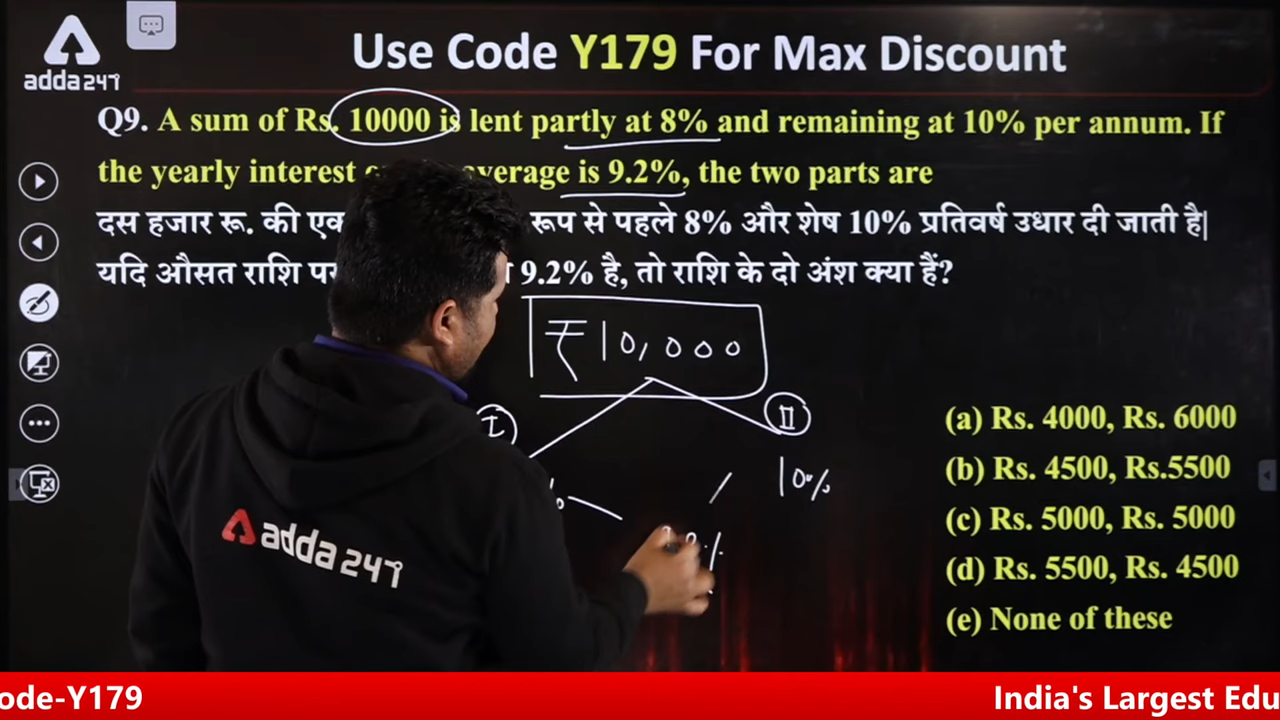 adda247
Use Code Y179 For Max Discount
Q9. A sum of Rs. 10000 is lent partly at 8% and remaining at 10% per annum. If
the yearly interest average is 9.2%, the two parts are
दस हजार रू. की एक रूप से पहले 8% और शेष 10% प्रतिवर्ष उधार दी जाती है|
यदि औसत राशि 9.2% है, तो राशि के दो अंश क्या हैं?
₹10,000
I
II
10%
(a) Rs. 4000, Rs. 6000
(b) Rs. 4500, Rs.5500
(c) Rs. 5000, Rs. 5000
(d) Rs. 5500, Rs. 4500
(e) None of these
adda247
ode-Y179
India's Largest Edu